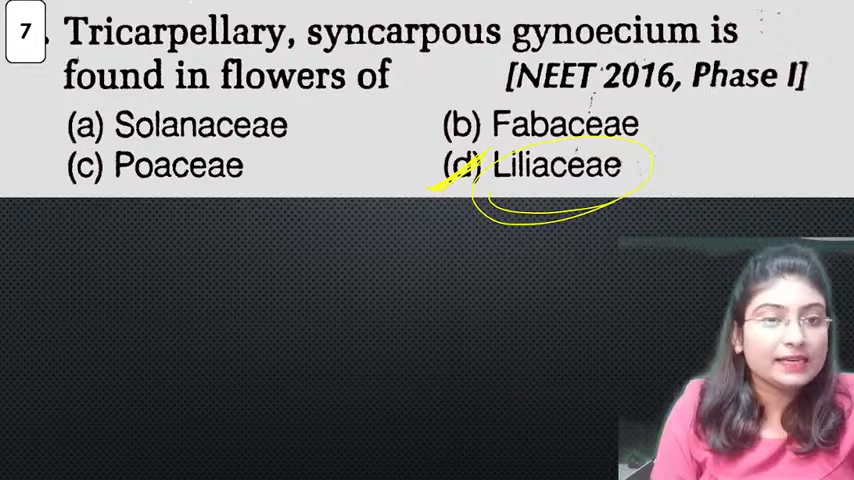 7. Tricarpellary, syncarpous gynoecium is
found in flowers of [NEET 2016, Phase I]
(a) Solanaceae (b) Fabaceae
(c) Poaceae (d) Liliaceae